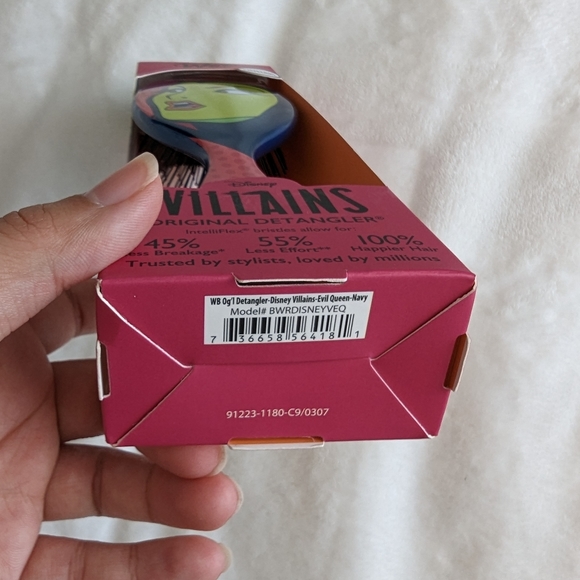 Disney
VILLAINS
ORIGINAL DETANGLER®
IntelliFlex® bristles allow for:
45% 55% 100%
Less Breakage* Less Effort** Happier Hair
Trusted by stylists, loved by millions
WB Og'l Detangler-Disney Villains-Evil Queen-Navy
Model# BWRDISNEYVEQ
7 36658 56418 1
91223-1180-C9/0307